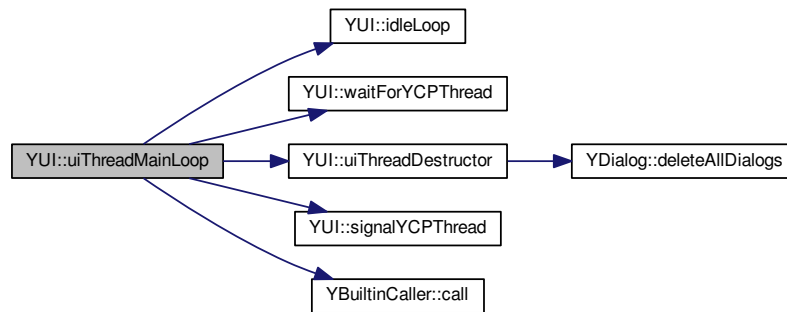 YUI::idleLoop
YUI::waitForYCPThread
YUI::uiThreadMainLoop
YUI::uiThreadDestructor
YDialog::deleteAllDialogs
YUI::signalYCPThread
YBuiltinCaller::call